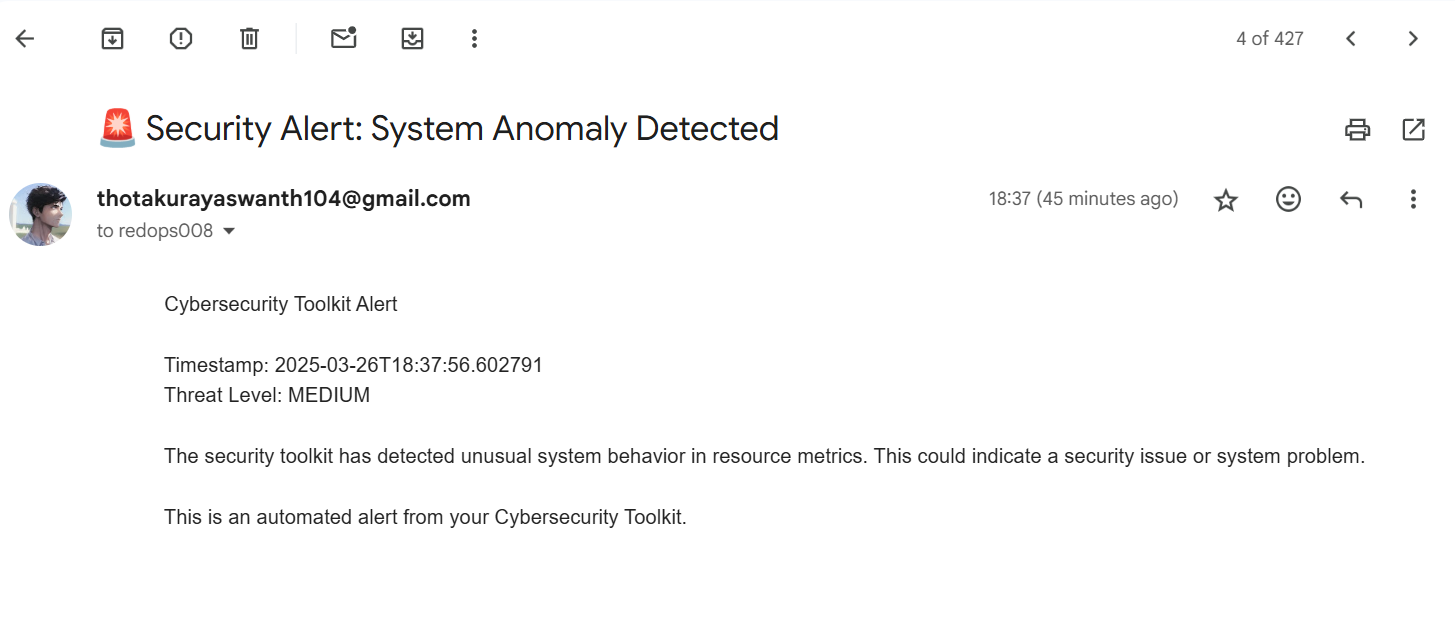 4 of 427
🚨 Security Alert: System Anomaly Detected
thotakurayaswanth104@gmail.com
18:37 (45 minutes ago)
to redops008
Cybersecurity Toolkit Alert
Timestamp: 2025-03-26T18:37:56.602791
Threat Level: MEDIUM
The security toolkit has detected unusual system behavior in resource metrics. This could indicate a security issue or system problem.
This is an automated alert from your Cybersecurity Toolkit.